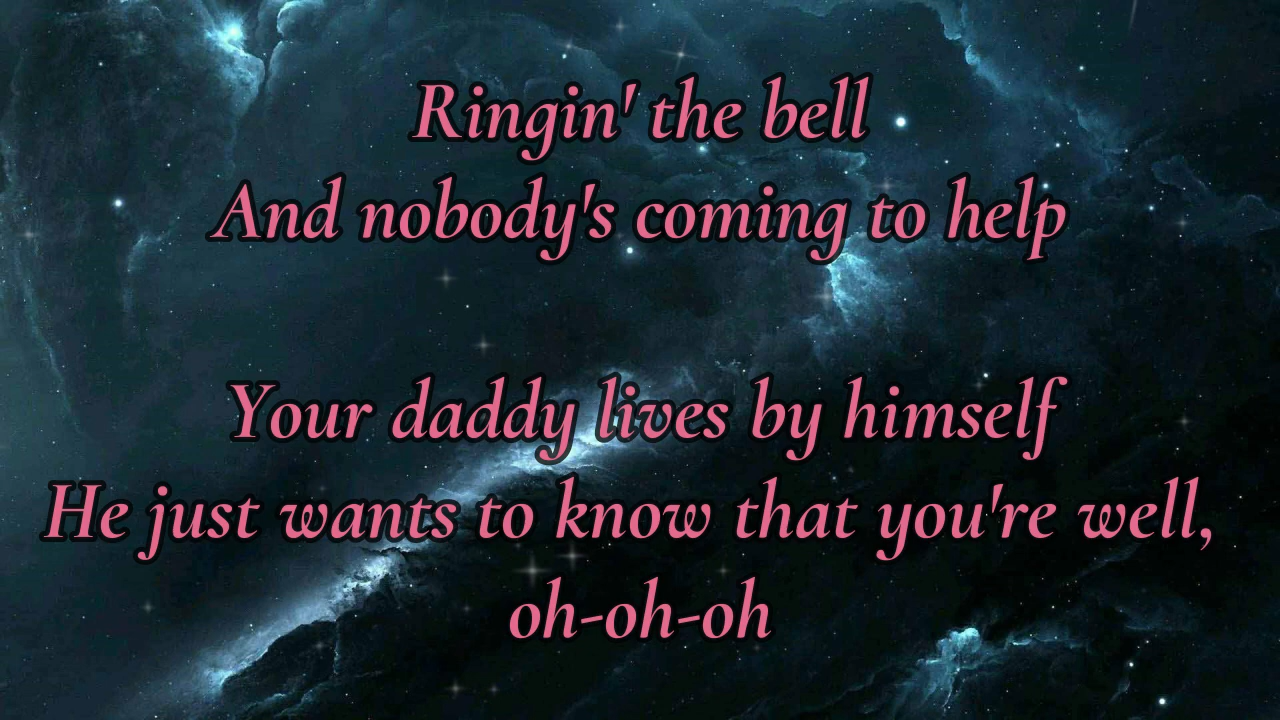 Ringin' the bell
And nobody's coming to help
Your daddy lives by himself
He just wants to know that you're well,
oh-oh-oh